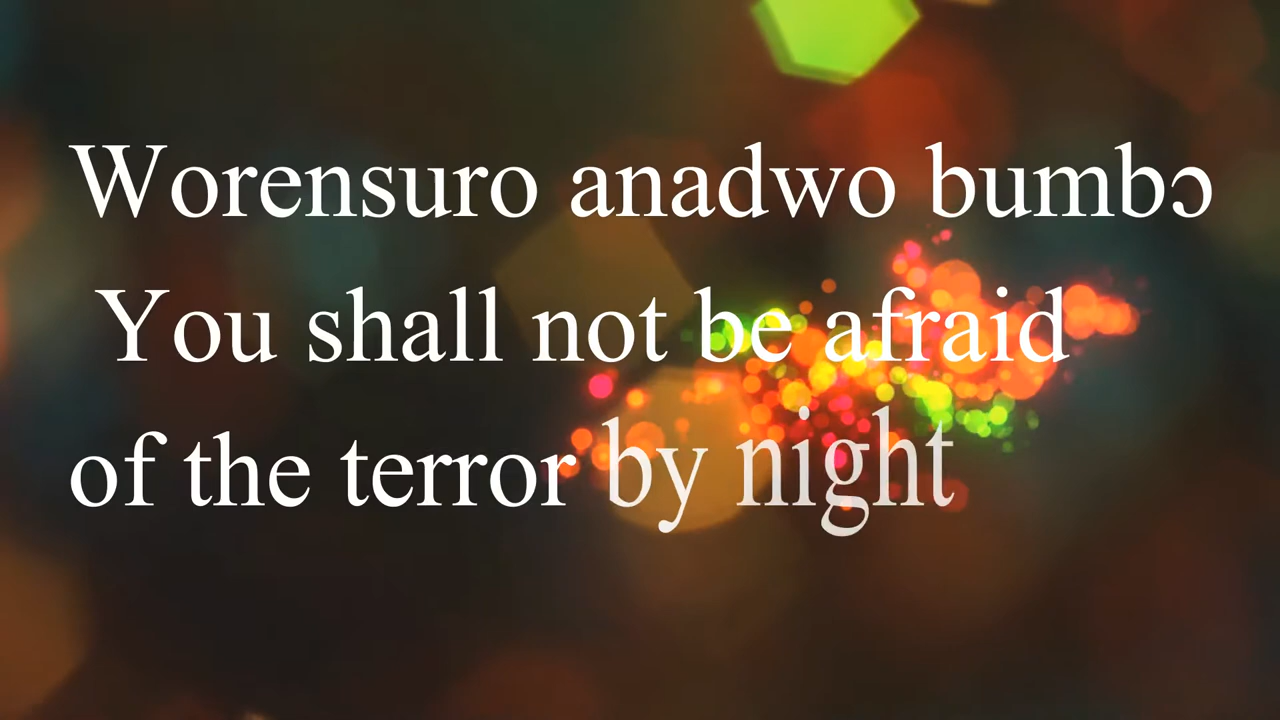 Worensuro anadwo bumbɔ
You shall not be afraid
of the terror by night